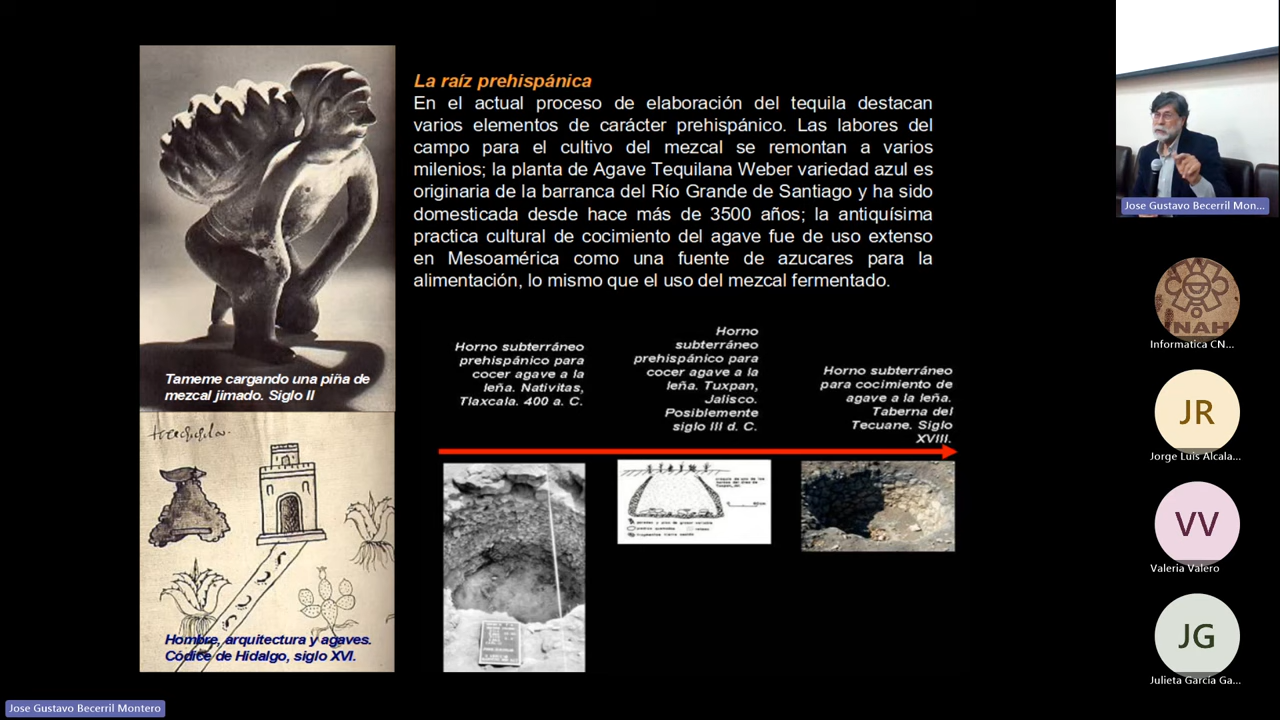 La raíz prehispánica
En el actual proceso de elaboración del tequila destacan
varios elementos de carácter prehispánico. Las labores del
campo para el cultivo del mezcal se remontan a varios
milenios; la planta de Agave Tequilana Weber variedad azul es
originaria de la barranca del Río Grande de Santiago y ha sido
domesticada desde hace más de 3500 años; la antiquísima
practica cultural de cocimiento del agave fue de uso extenso
en Mesoamérica como una fuente de azucares para la
alimentación, lo mismo que el uso del mezcal fermentado.
Tameme cargando una piña de
mezcal jimado. Siglo II
Hombre, arquitectura y agaves.
Códice de Hidalgo, siglo XVI.
Horno subterráneo
prehispánico para
cocer agave a la
leña. Nativitas,
Tlaxcala. 400 a. C.
Horno
subterráneo
prehispánico para
cocer agave a la
leña. Tuxpan,
Jalisco.
Posiblemente
siglo III d. C.
Horno subterráneo
para cocimiento de
agave a la leña.
Taberna del
Tecuane. Siglo
XVIII.
Jose Gustavo Becerril Mon...
INAH
Informatica CN...
JR
Jorge Luis Alcala...
VV
Valeria Valero
JG
Julieta García Ga...
Jose Gustavo Becerril Montero